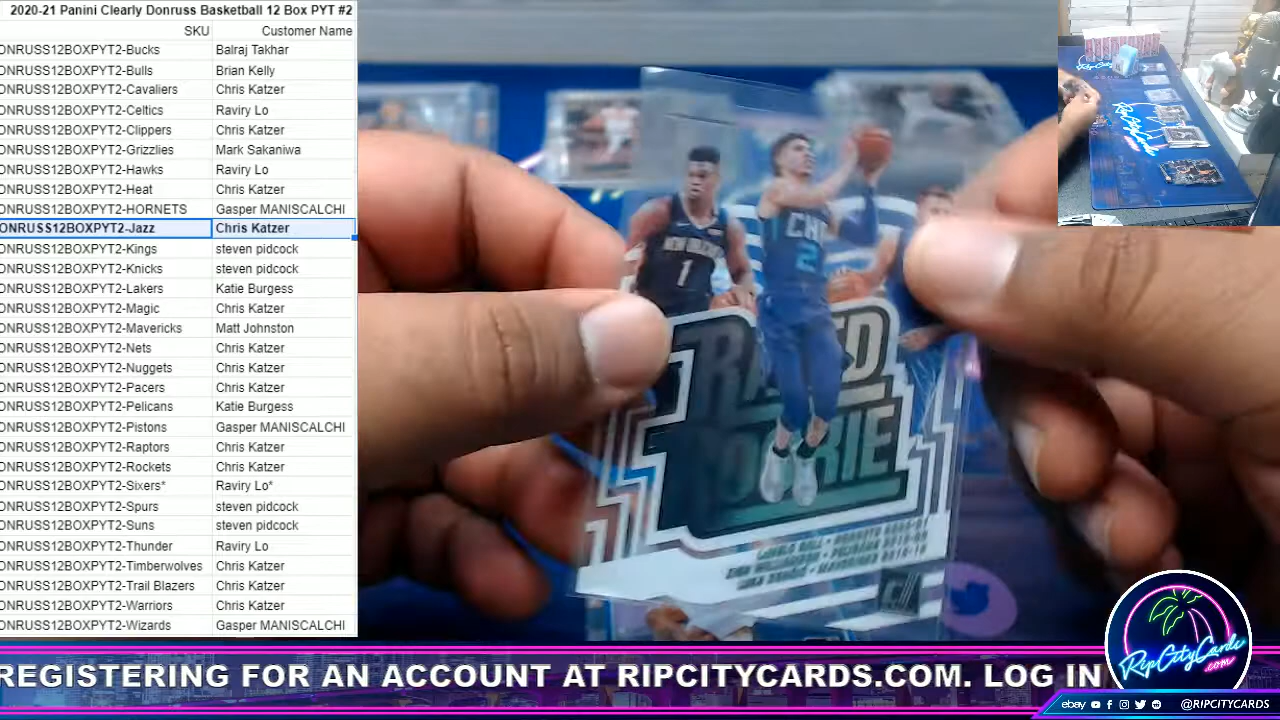 2020-21 Panini Clearly Donruss Basketball 12 Box PYT #2
SKU Customer Name
ONRUSS12BOXPYT2-Bucks Balraj Takhar
ONRUSS12BOXPYT2-Bulls Brian Kelly
ONRUSS12BOXPYT2-Cavaliers Chris Katzer
ONRUSS12BOXPYT2-Celtics Raviry Lo
ONRUSS12BOXPYT2-Clippers Chris Katzer
ONRUSS12BOXPYT2-Grizzlies Mark Sakaniwa
ONRUSS12BOXPYT2-Hawks Raviry Lo
ONRUSS12BOXPYT2-Heat Chris Katzer
ONRUSS12BOXPYT2-HORNETS Gasper MANISCALCHI
ONRUSS12BOXPYT2-Jazz Chris Katzer
ONRUSS12BOXPYT2-Kings steven pidcock
ONRUSS12BOXPYT2-Knicks steven pidcock
ONRUSS12BOXPYT2-Lakers Katie Burgess
ONRUSS12BOXPYT2-Magic Chris Katzer
ONRUSS12BOXPYT2-Mavericks Matt Johnston
ONRUSS12BOXPYT2-Nets Chris Katzer
ONRUSS12BOXPYT2-Nuggets Chris Katzer
ONRUSS12BOXPYT2-Pacers Chris Katzer
ONRUSS12BOXPYT2-Pelicans Katie Burgess
ONRUSS12BOXPYT2-Pistons Gasper MANISCALCHI
ONRUSS12BOXPYT2-Raptors Chris Katzer
ONRUSS12BOXPYT2-Rockets Chris Katzer
ONRUSS12BOXPYT2-Sixers* Raviry Lo*
ONRUSS12BOXPYT2-Spurs steven pidcock
ONRUSS12BOXPYT2-Suns steven pidcock
ONRUSS12BOXPYT2-Thunder Raviry Lo
ONRUSS12BOXPYT2-Timberwolves Chris Katzer
ONRUSS12BOXPYT2-Trail Blazers Chris Katzer
ONRUSS12BOXPYT2-Warriors Chris Katzer
ONRUSS12BOXPYT2-Wizards Gasper MANISCALCHI
1
CH
2
REGISTERING FOR AN ACCOUNT AT RIPCITYCARDS.COM. LOG IN
RipCityCards
.com
ebay @RIPCITYCARDS